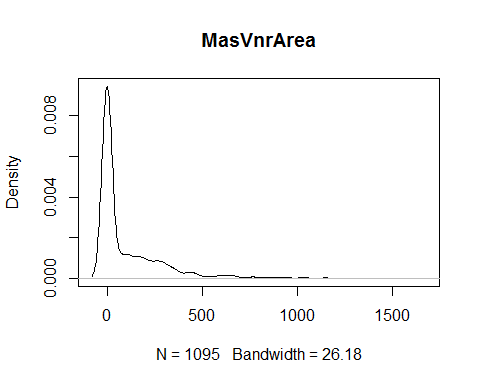 MasVnrArea
Density
0.008
0.004
0.000
0 500 1000 1500
N = 1095 Bandwidth = 26.18